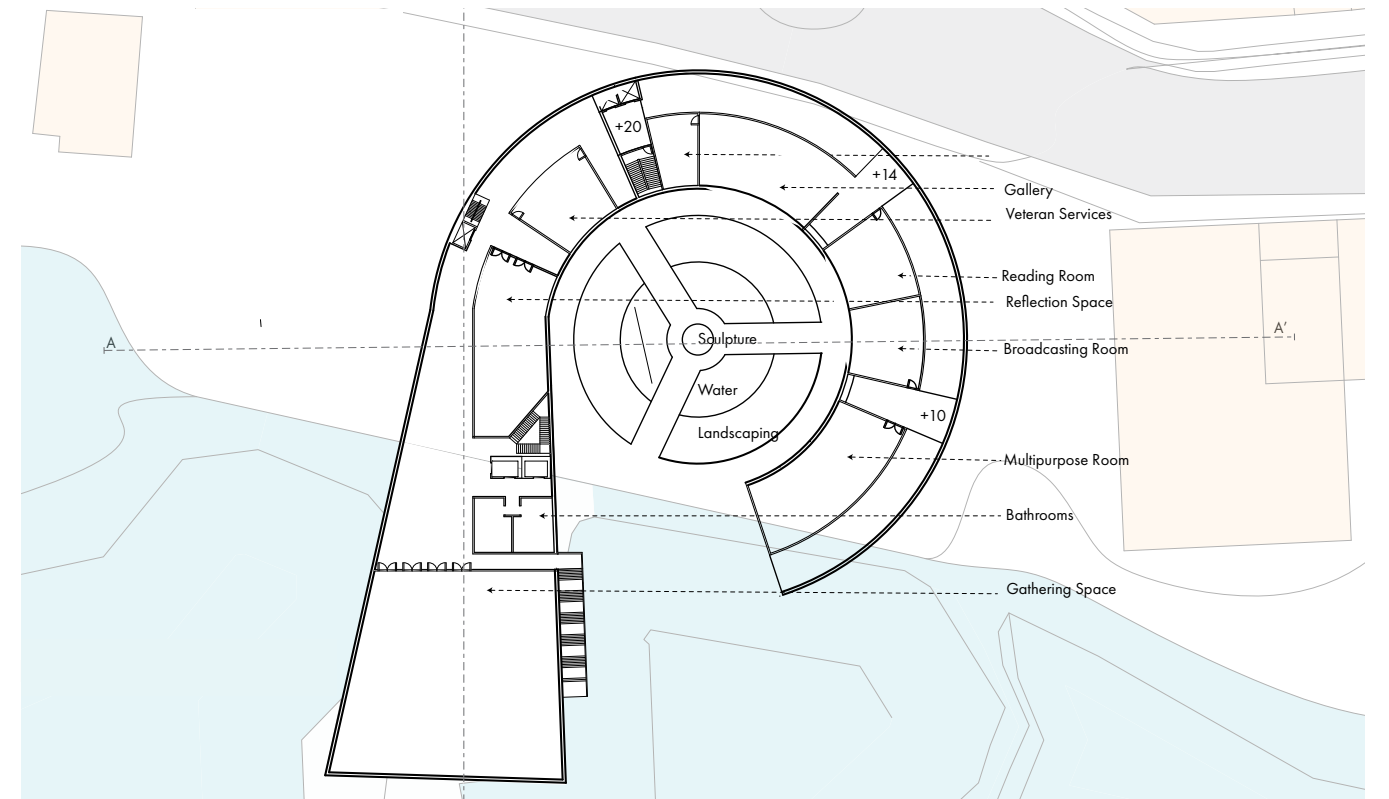 +20
+14
Gallery
Veteran Services
Reading Room
Reflection Space
A
A’
Sculpture
Broadcasting Room
Water
+10
Landscaping
Multipurpose Room
Bathrooms
Gathering Space